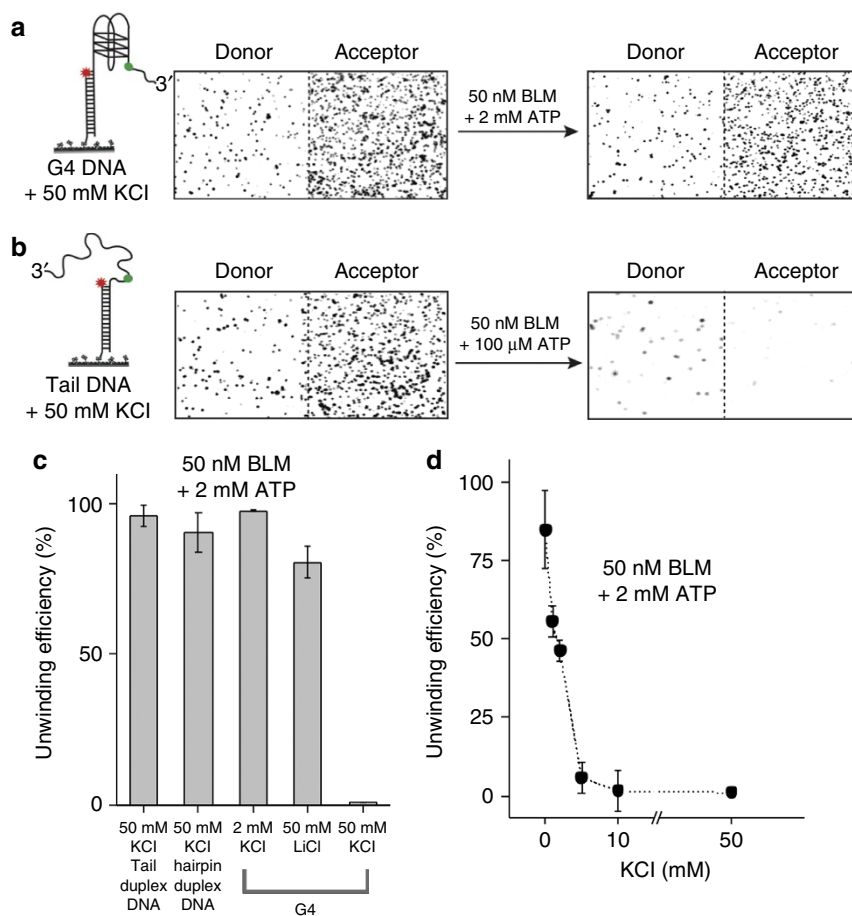 a
Donor
Acceptor
3′
50 nM BLM
+ 2 mM ATP
Donor
Acceptor
G4 DNA
+ 50 mM KCl
b
3′
Donor
Acceptor
50 nM BLM
+ 100 μM ATP
Donor
Acceptor
Tail DNA
+ 50 mM KCl
c
50 nM BLM
+ 2 mM ATP
Unwinding efficiency (%)
100
50
0
50 mM
KCl
Tail
duplex
DNA
50 mM
KCl
hairpin
duplex
DNA
2 mM
KCl
50 mM
LiCl
50 mM
KCl
G4
d
50 nM BLM
+ 2 mM ATP
Unwinding efficiency (%)
100
75
50
25
0
0
10
50
KCl (mM)